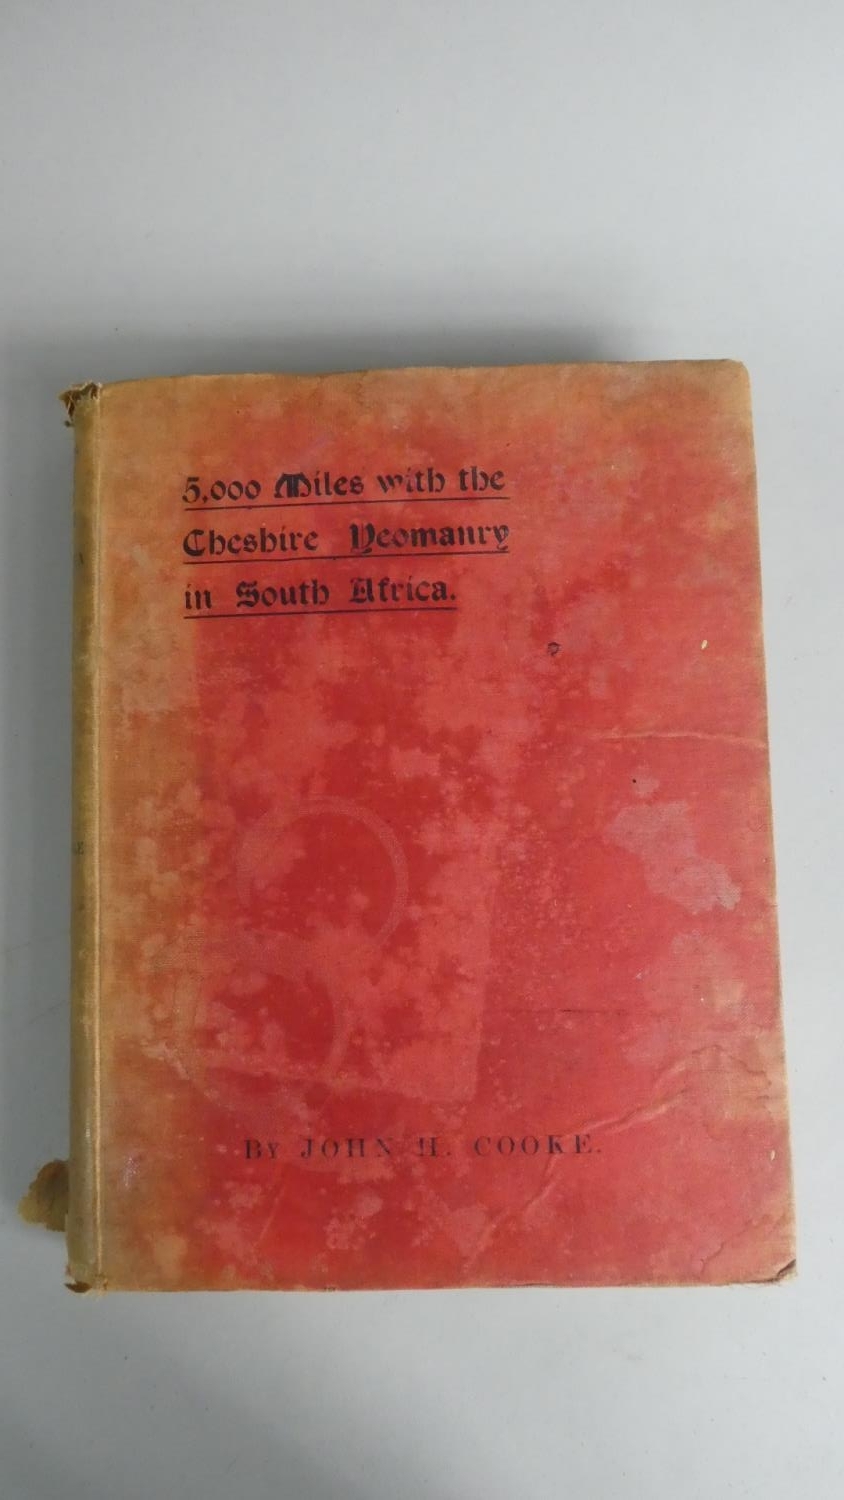 5,000 Miles with the
Cheshire Yeomanry
in South Africa.
BY JOHN H. COOKE.